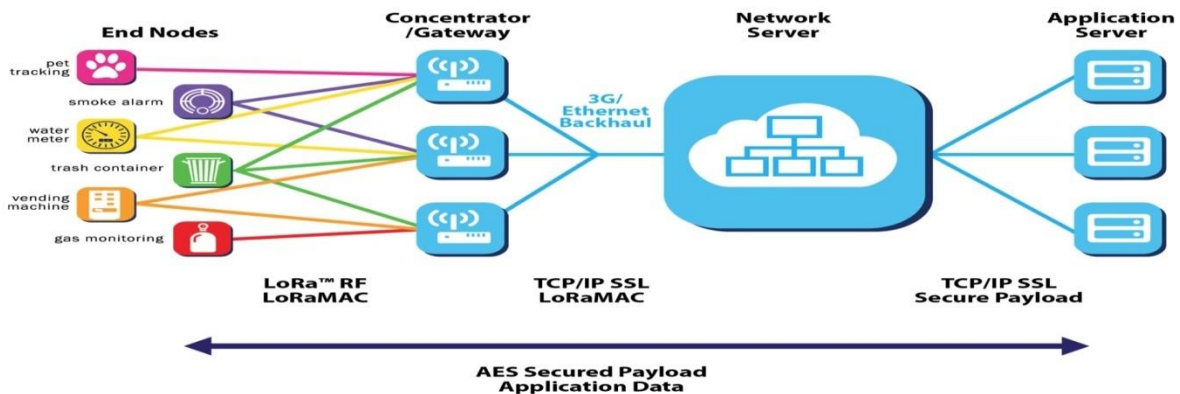 End Nodes
Concentrator
/Gateway
Network
Server
Application
Server
pet
tracking
smoke alarm
water
meter
trash container
vending
machine
gas monitoring
3G/
Ethernet
Backhaul
LoRa™ RF
LoRaMAC
TCP/IP SSL
LoRaMAC
TCP/IP SSL
Secure Payload
AES Secured Payload
Application Data